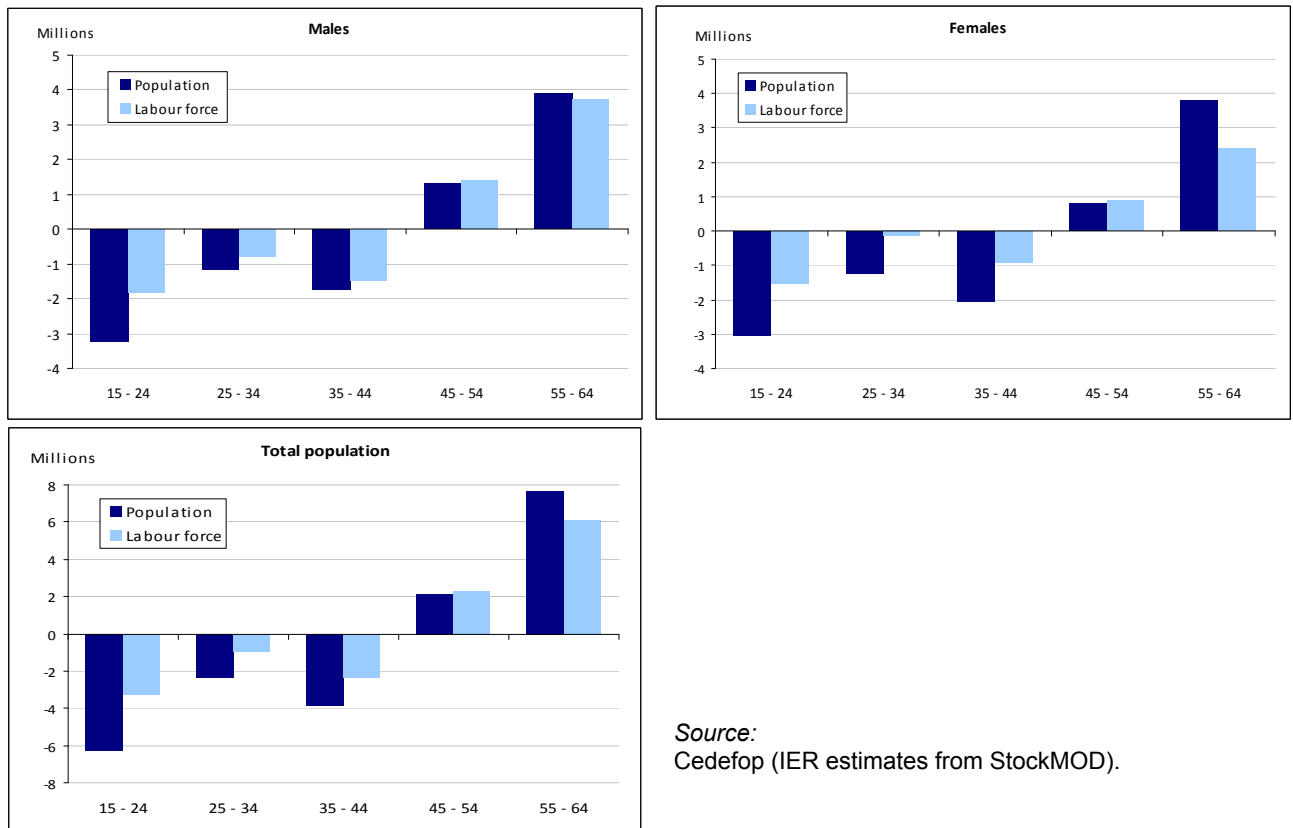 Males
Millions
5
4
3
2
1
0
-1
-2
-3
-4
Population
Labour force
15 - 24 25 - 34 35 - 44 45 - 54 55 - 64
Females
Millions
5
4
3
2
1
0
-1
-2
-3
-4
Population
Labour force
15 - 24 25 - 34 35 - 44 45 - 54 55 - 64
Total population
Millions
8
6
4
2
0
-2
-4
-6
-8
Population
Labour force
15 - 24 25 - 34 35 - 44 45 - 54 55 - 64
Source:
Cedefop (IER estimates from StockMOD).